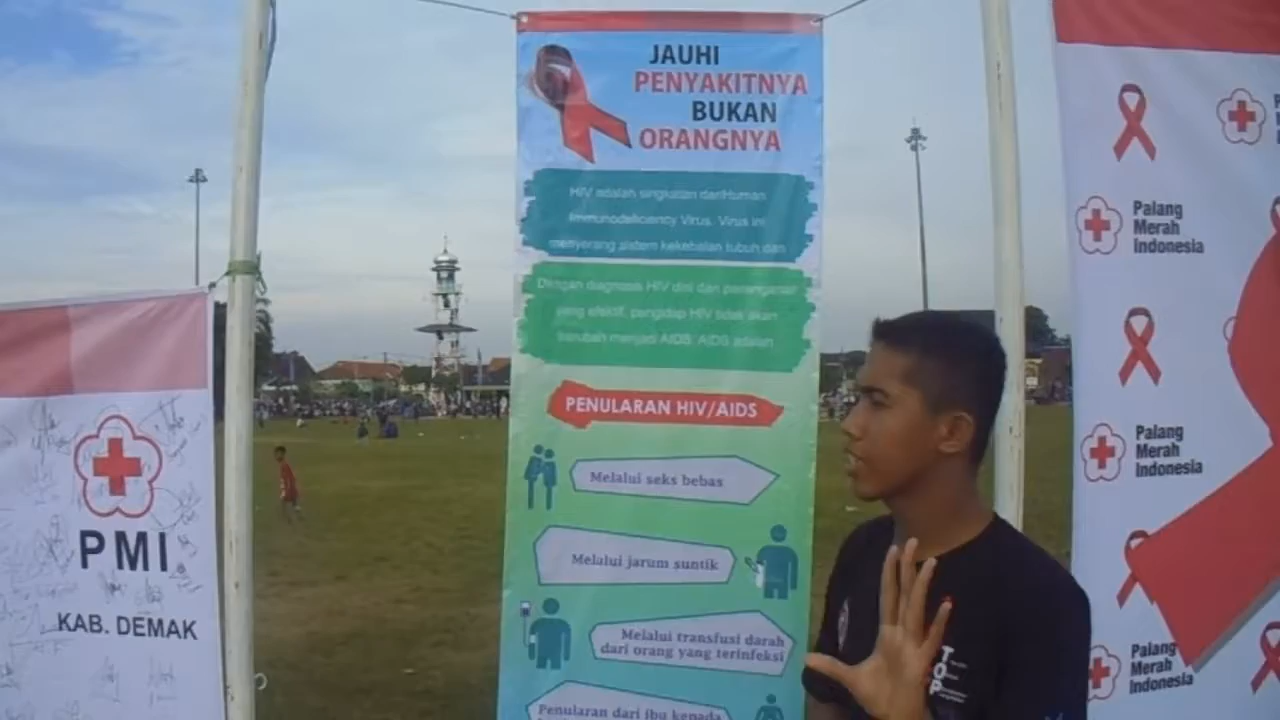 JAUHI
PENYAKITNYA
BUKAN
ORANGNYA
HIV adalah singkatan dari Human
Immunodeficiency Virus. Virus ini
menyerang sistem kekebalan tubuh dan
Dengan diagnosis HIV dini dan penanganan
yang efektif, pengidap HIV tidak akan
berubah menjadi AIDS. AIDS adalah
PENULARAN HIV/AIDS
Melalui seks bebas
Melalui jarum suntik
Melalui transfusi darah
dari orang yang terinfeksi
Penularan dari ibu kepada
PMI
KAB. DEMAK
Palang
Merah
Indonesia
Palang
Merah
Indonesia
Palang
Merah
Indonesia
TOP